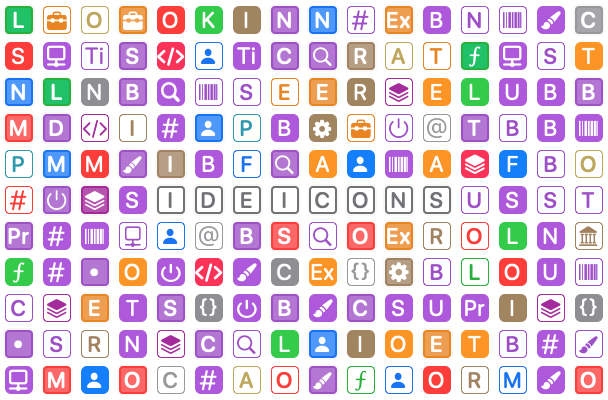 L O O K I N N # Ex B N C
S Ti S </> Ti C R A T ƒ S T
N L N B S E E R E L U B B
M D </> I # P B @ T B B
P M M I B F A A F B O
# S I D E I C O N S U S S T
Pr # @ B S O Ex R O L N
ƒ # O </> C Ex {} B L O U
C E T S {} B C S U Pr I {}
S R N C L I O E T B #
M O C # A O ƒ O R M O